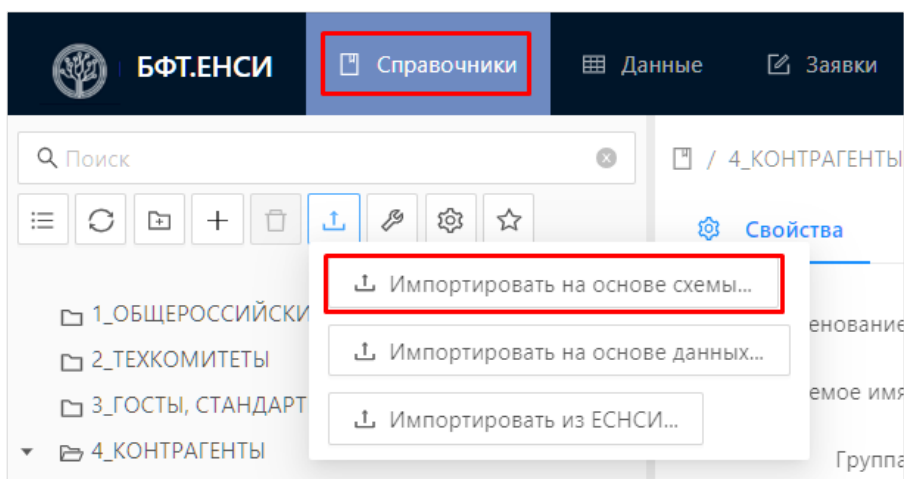 БФТ.ЕНСИ Справочники Данные Заявки
Поиск / 4_КОНТРАГЕНТЫ
Свойства
Импортировать на основе схемы...
1_ОБЩЕРОССИЙСКИ енование
Импортировать на основе данных...
2_ТЕХКОМИТЕТЫ
3_ГОСТЫ, СТАНДАРТ емое имя
Импортировать из ЕСНСИ...
4_КОНТРАГЕНТЫ Группа